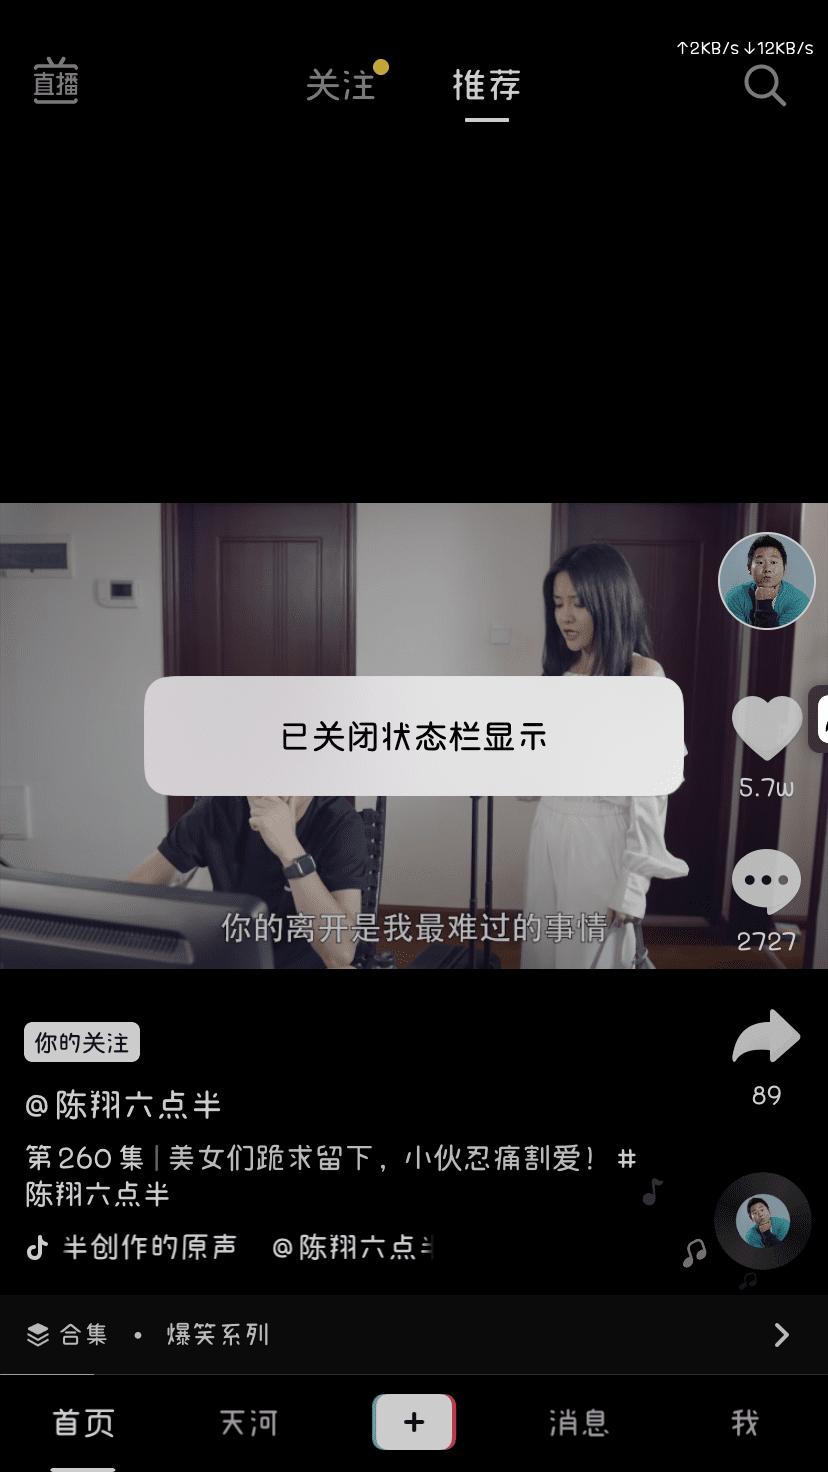 ↑2KB/s ↓12KB/s
直播
关注
推荐
已关闭状态栏显示
5.7w
你的离开是我最难过的事情
2727
你的关注
89
@陈翔六点半
第260集|美女们跪求留下，小伙忍痛割爱！#
陈翔六点半
半创作的原声 @陈翔六点
合集 • 爆笑系列
首页
天河
消息
我